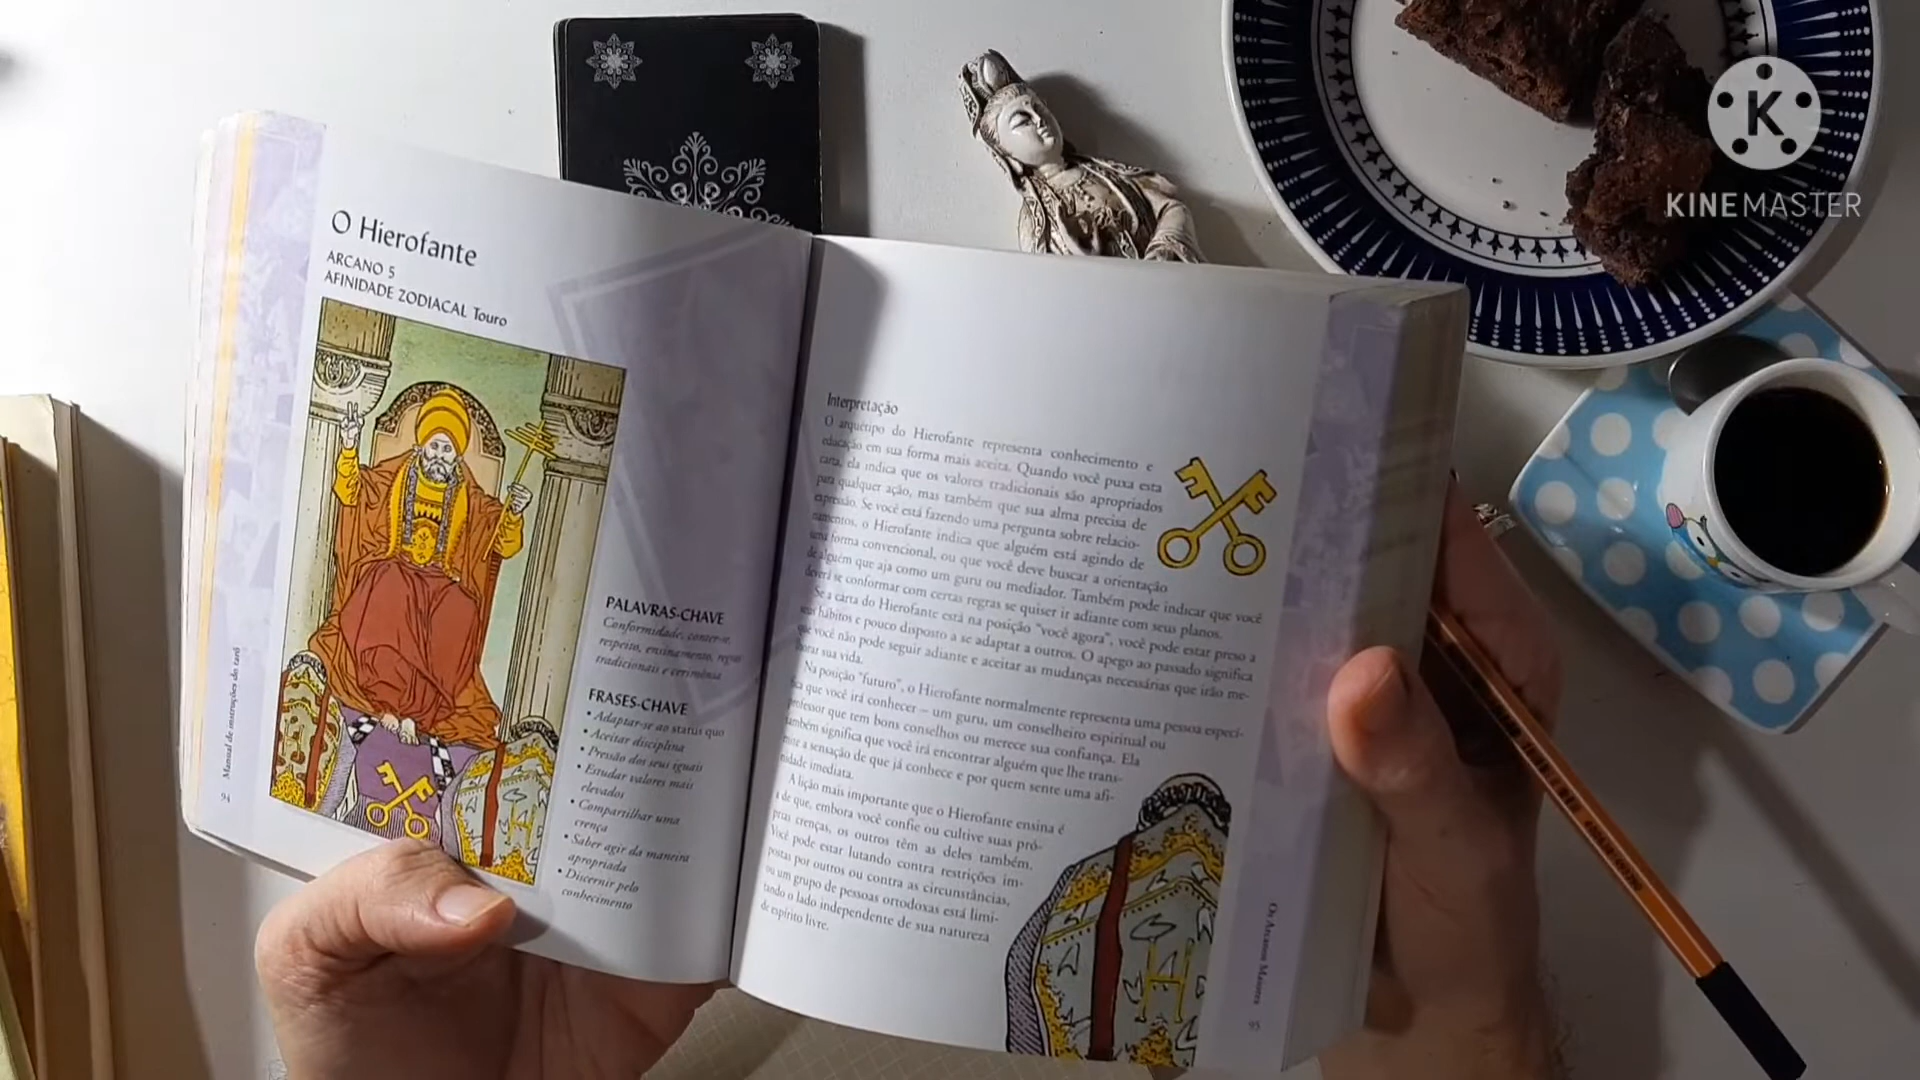 O Hierofante
ARCANO 5
AFINIDADE ZODIACAL Touro
PALAVRAS-CHAVE
Conformidade,
respeito, ensinamento, regras
tradicionais e cerimônia
FRASES-CHAVE
• Adaptar-se ao status quo
• Aceitar disciplina
• Pressão dos seus iguais
• Estudar valores mais
elevados
• Compartilhar uma
crença
• Saber agir da maneira
apropriada
• Discernir pelo
conhecimento
Manual de instruções do tarô
94
Interpretação
O arquétipo do Hierofante representa conhecimento e
educação em sua forma mais aceita. Quando você puxa esta
carta, ela indica que os valores tradicionais são apropriados
para qualquer ação, mas também que sua alma precisa de
expressão. Se você está fazendo uma pergunta sobre relacio-
namentos, o Hierofante indica que alguém está agindo de
uma forma convencional, ou que você deve buscar a orientação
de alguém que aja como um guru ou mediador. Também pode indicar que você
deverá se conformar com certas regras se quiser ir adiante com seus planos.
Se a carta do Hierofante está na posição "você agora", você pode estar preso a
seus hábitos e pouco disposto a se adaptar a outros. O apego ao passado significa
que você não pode seguir adiante e aceitar as mudanças necessárias que irão me-
lhorar sua vida.
Na posição "futuro", o Hierofante normalmente representa uma pessoa especí-
fica que você irá conhecer – um guru, um conselheiro espiritual ou
professor que tem bons conselhos ou merece sua confiança. Ela
também significa que você irá encontrar alguém que lhe trans-
mite a sensação de que já conhece e por quem sente uma afi-
nidade imediata.
A lição mais importante que o Hierofante ensina é
a de que, embora você confie ou cultive suas pró-
prias crenças, os outros têm as deles também.
Você pode estar lutando contra restrições im-
postas por outros ou contra as circunstâncias,
ou um grupo de pessoas ortodoxas está limi-
tando o lado independente de sua natureza
de espírito livre.
H
Os Arcanos Maiores
95
K
KINEMASTER